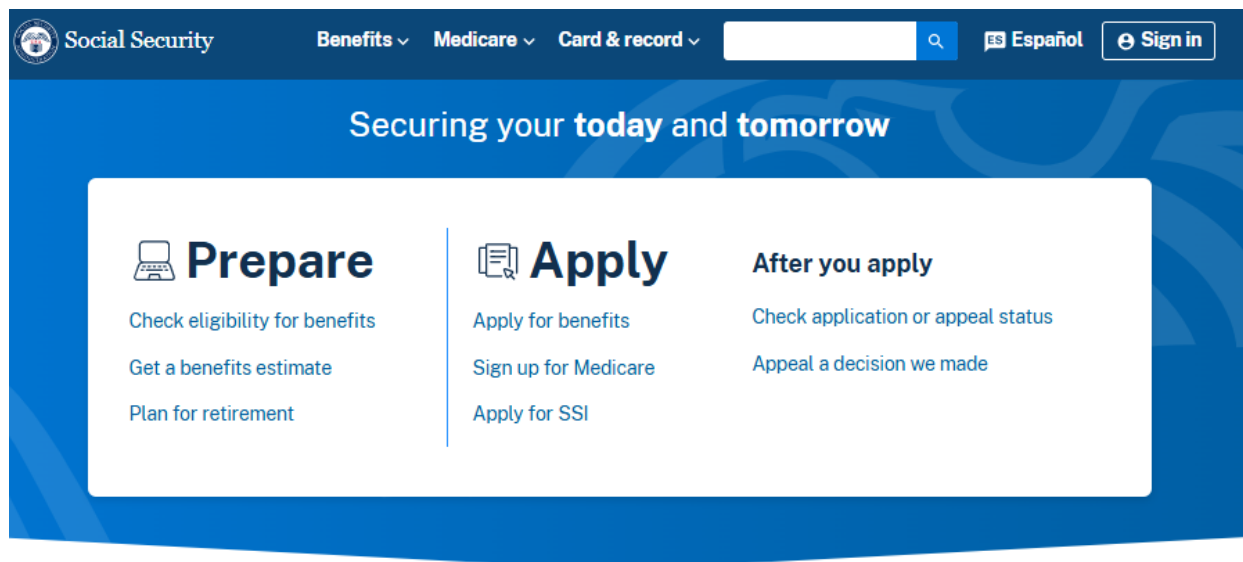 Social Security
Benefits Medicare Card & record
ES Español
Sign in
Securing your today and tomorrow
Prepare
Check eligibility for benefits
Get a benefits estimate
Plan for retirement
Apply
Apply for benefits
Sign up for Medicare
Apply for SSI
After you apply
Check application or appeal status
Appeal a decision we made